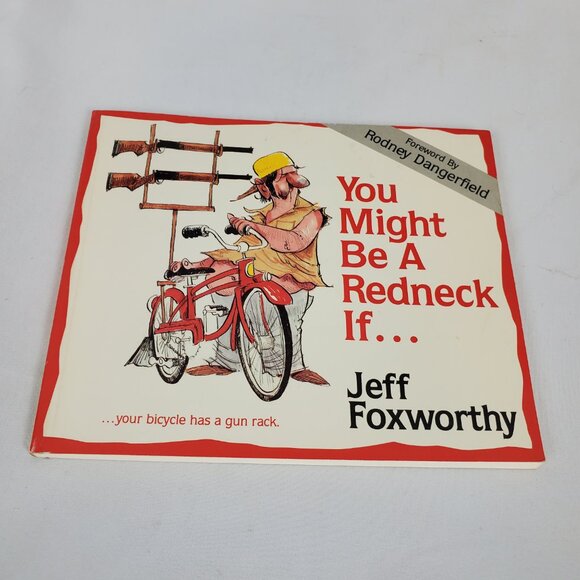 Foreword By
Rodney Dangerfield
You
Might
Be A
Redneck
If...
Jeff
Foxworthy
...your bicycle has a gun rack.